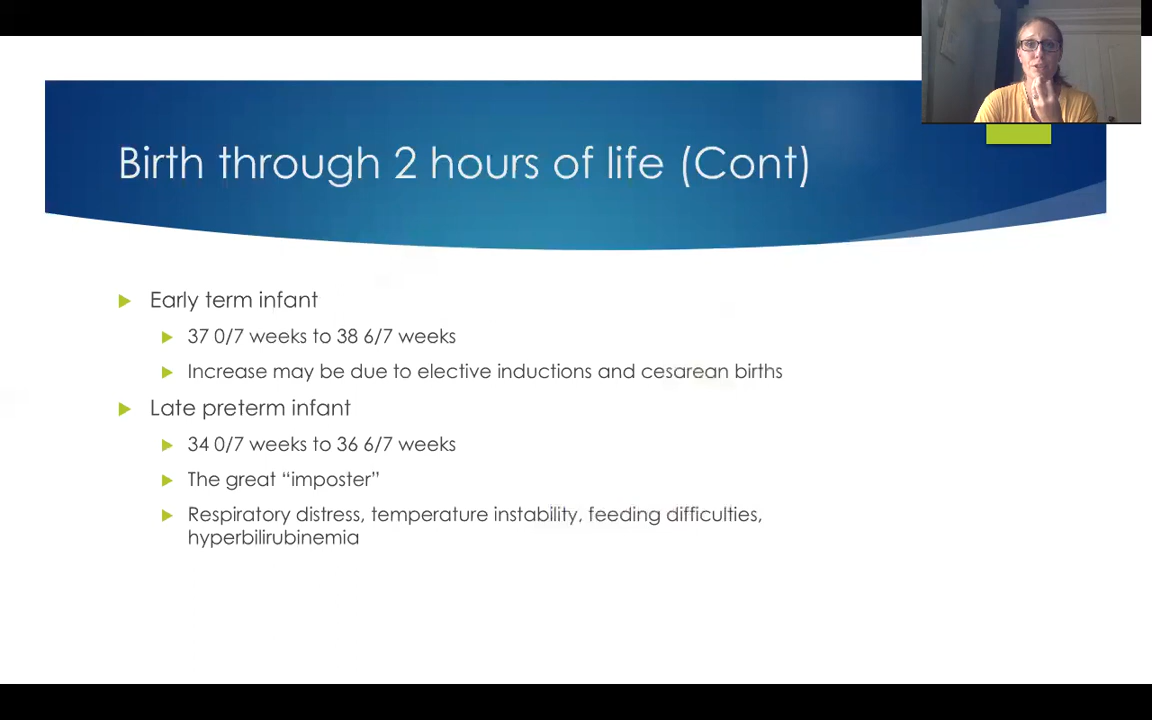 Birth through 2 hours of life (Cont)
Early term infant
37 0/7 weeks to 38 6/7 weeks
Increase may be due to elective inductions and cesarean births
Late preterm infant
34 0/7 weeks to 36 6/7 weeks
The great “imposter”
Respiratory distress, temperature instability, feeding difficulties,
hyperbilirubinemia